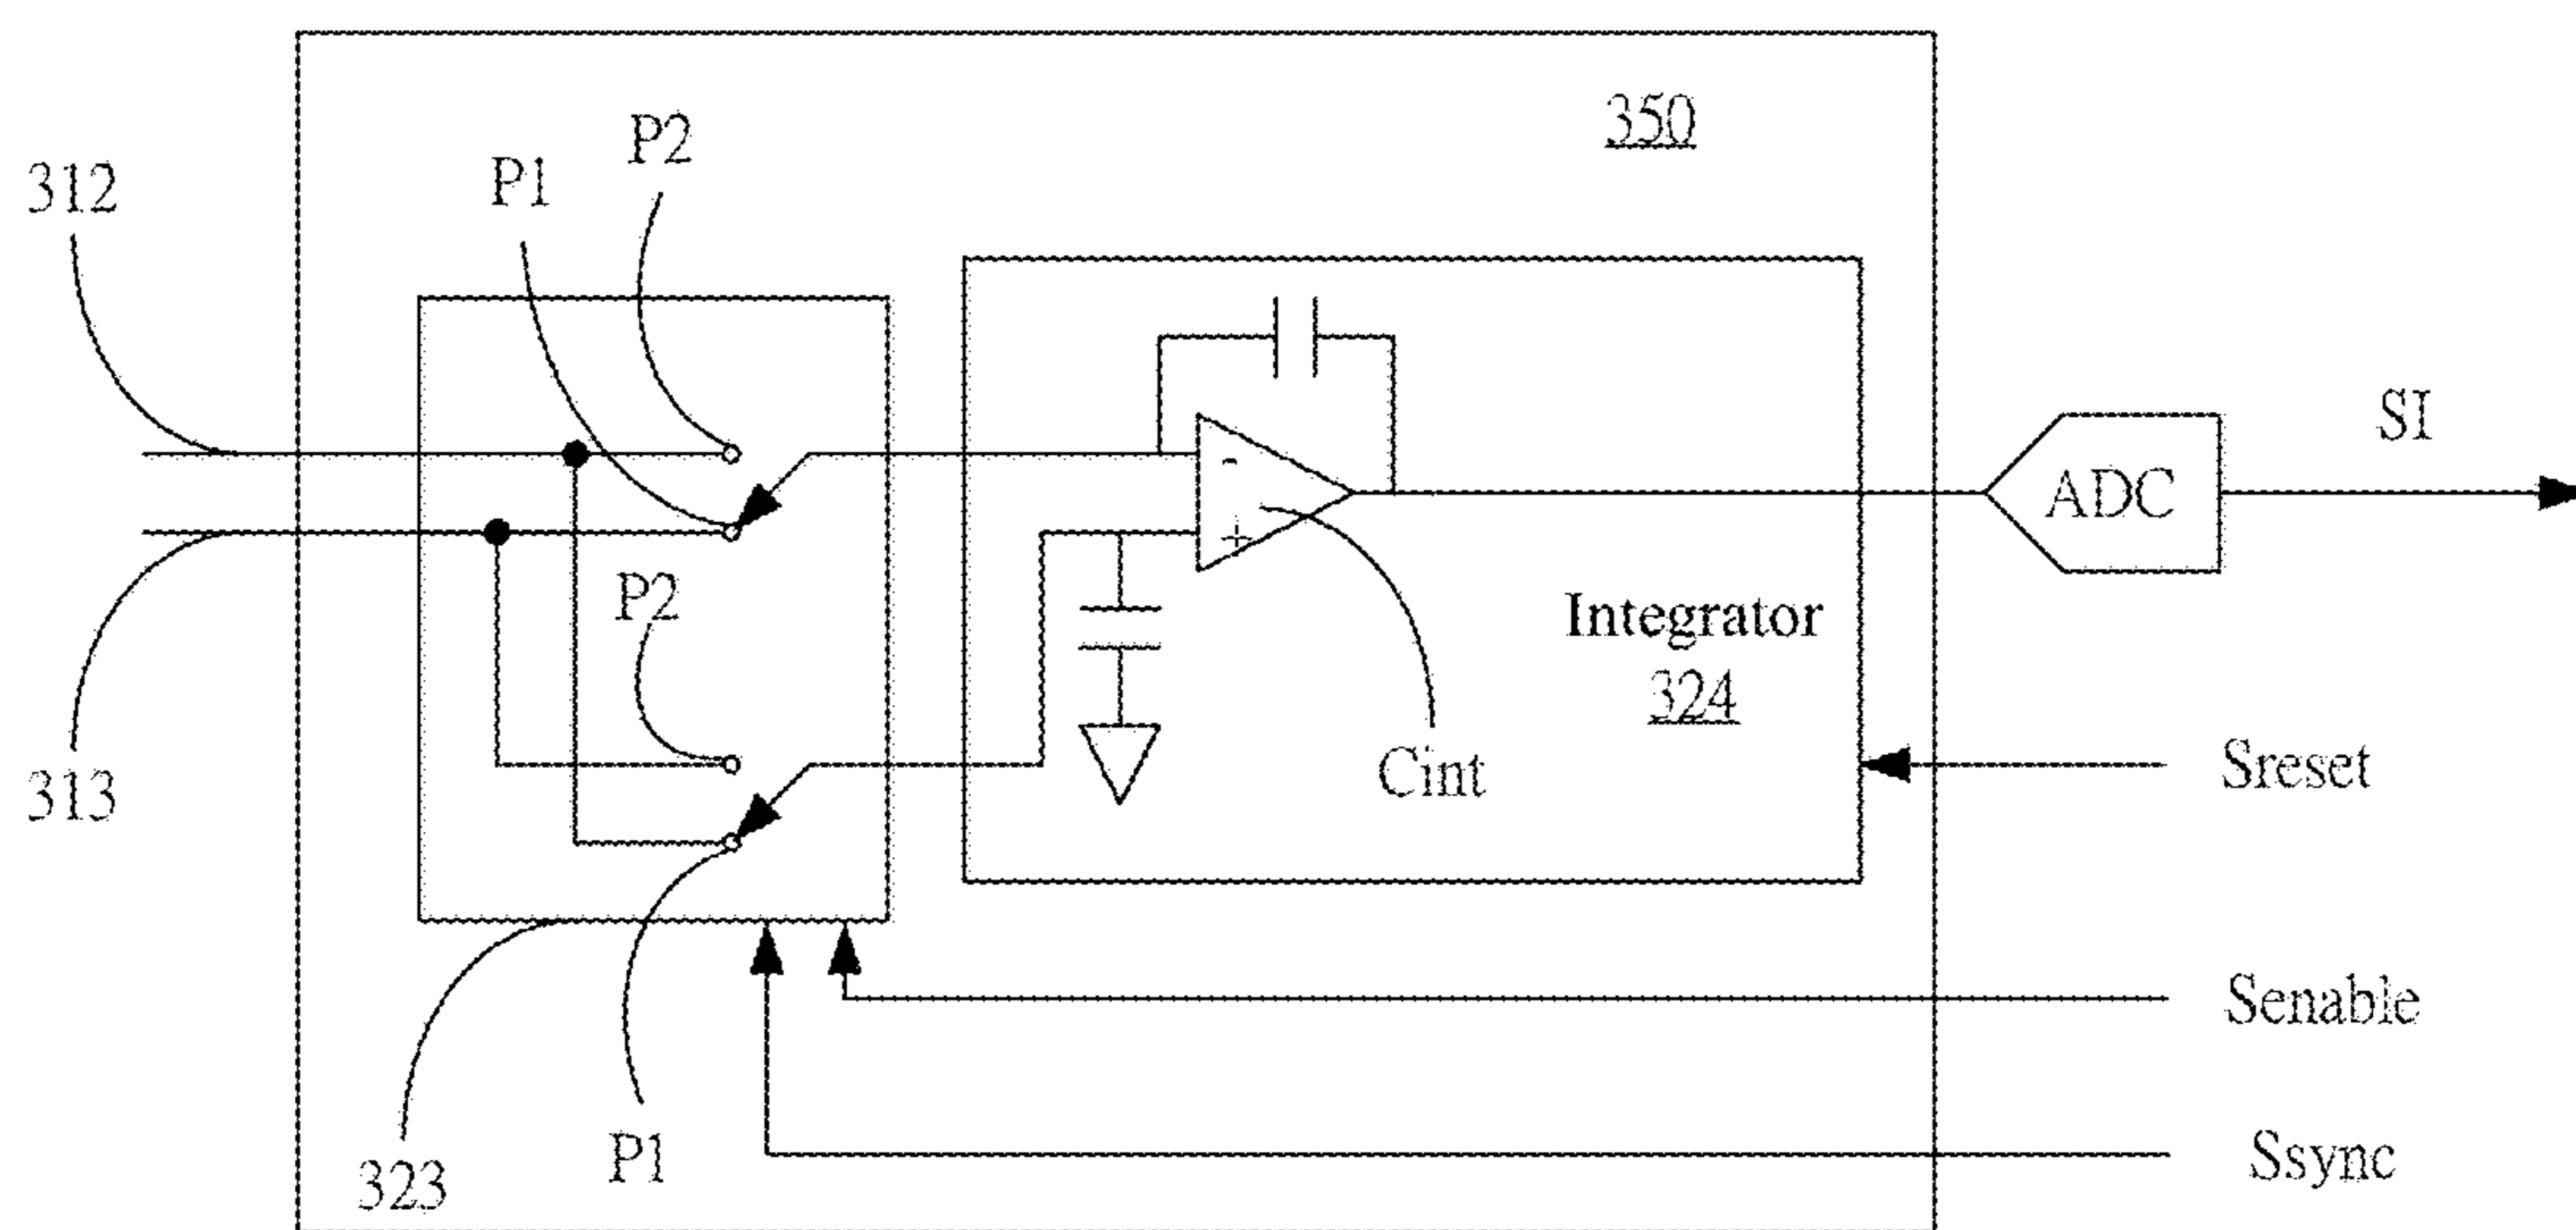 350
P2
P1
312
SI
-
ADC
+
P2
Integrator
324
313
Cint
Sreset
Senable
P1
323
Ssync